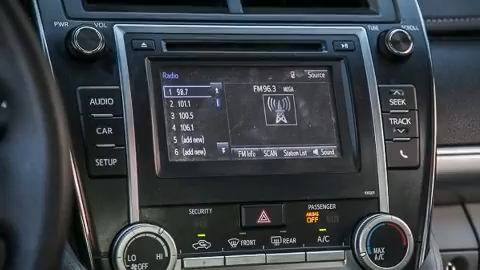 PWR VOL
TUNE SCROLL
Radio
Source
1 98.7
2 101.1
3 100.5
4 106.1
5 (add new)
6 (add new)
FM 96.3
FM Info SCAN Station List Sound
AUDIO
CAR
SETUP
SEEK
TRACK
SECURITY
PASSENGER
AIRBAG
OFF
FRONT
REAR
A/C
LO HI
OFF
MAX
A/C